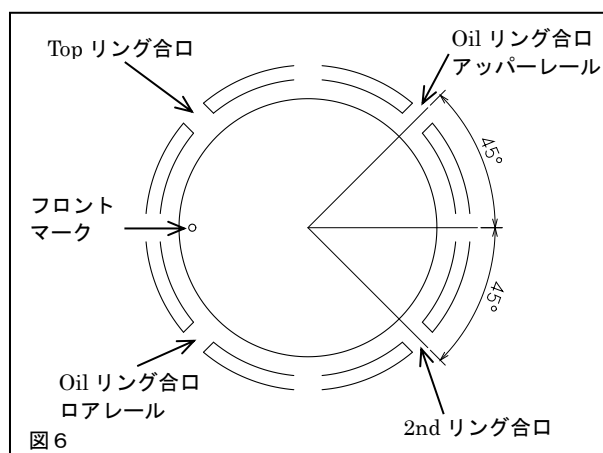 Top リング合口
Oil リング合口
アッパーレール
45°
フロント
マーク
45°
Oil リング合口
ロアレール
2nd リング合口
図6